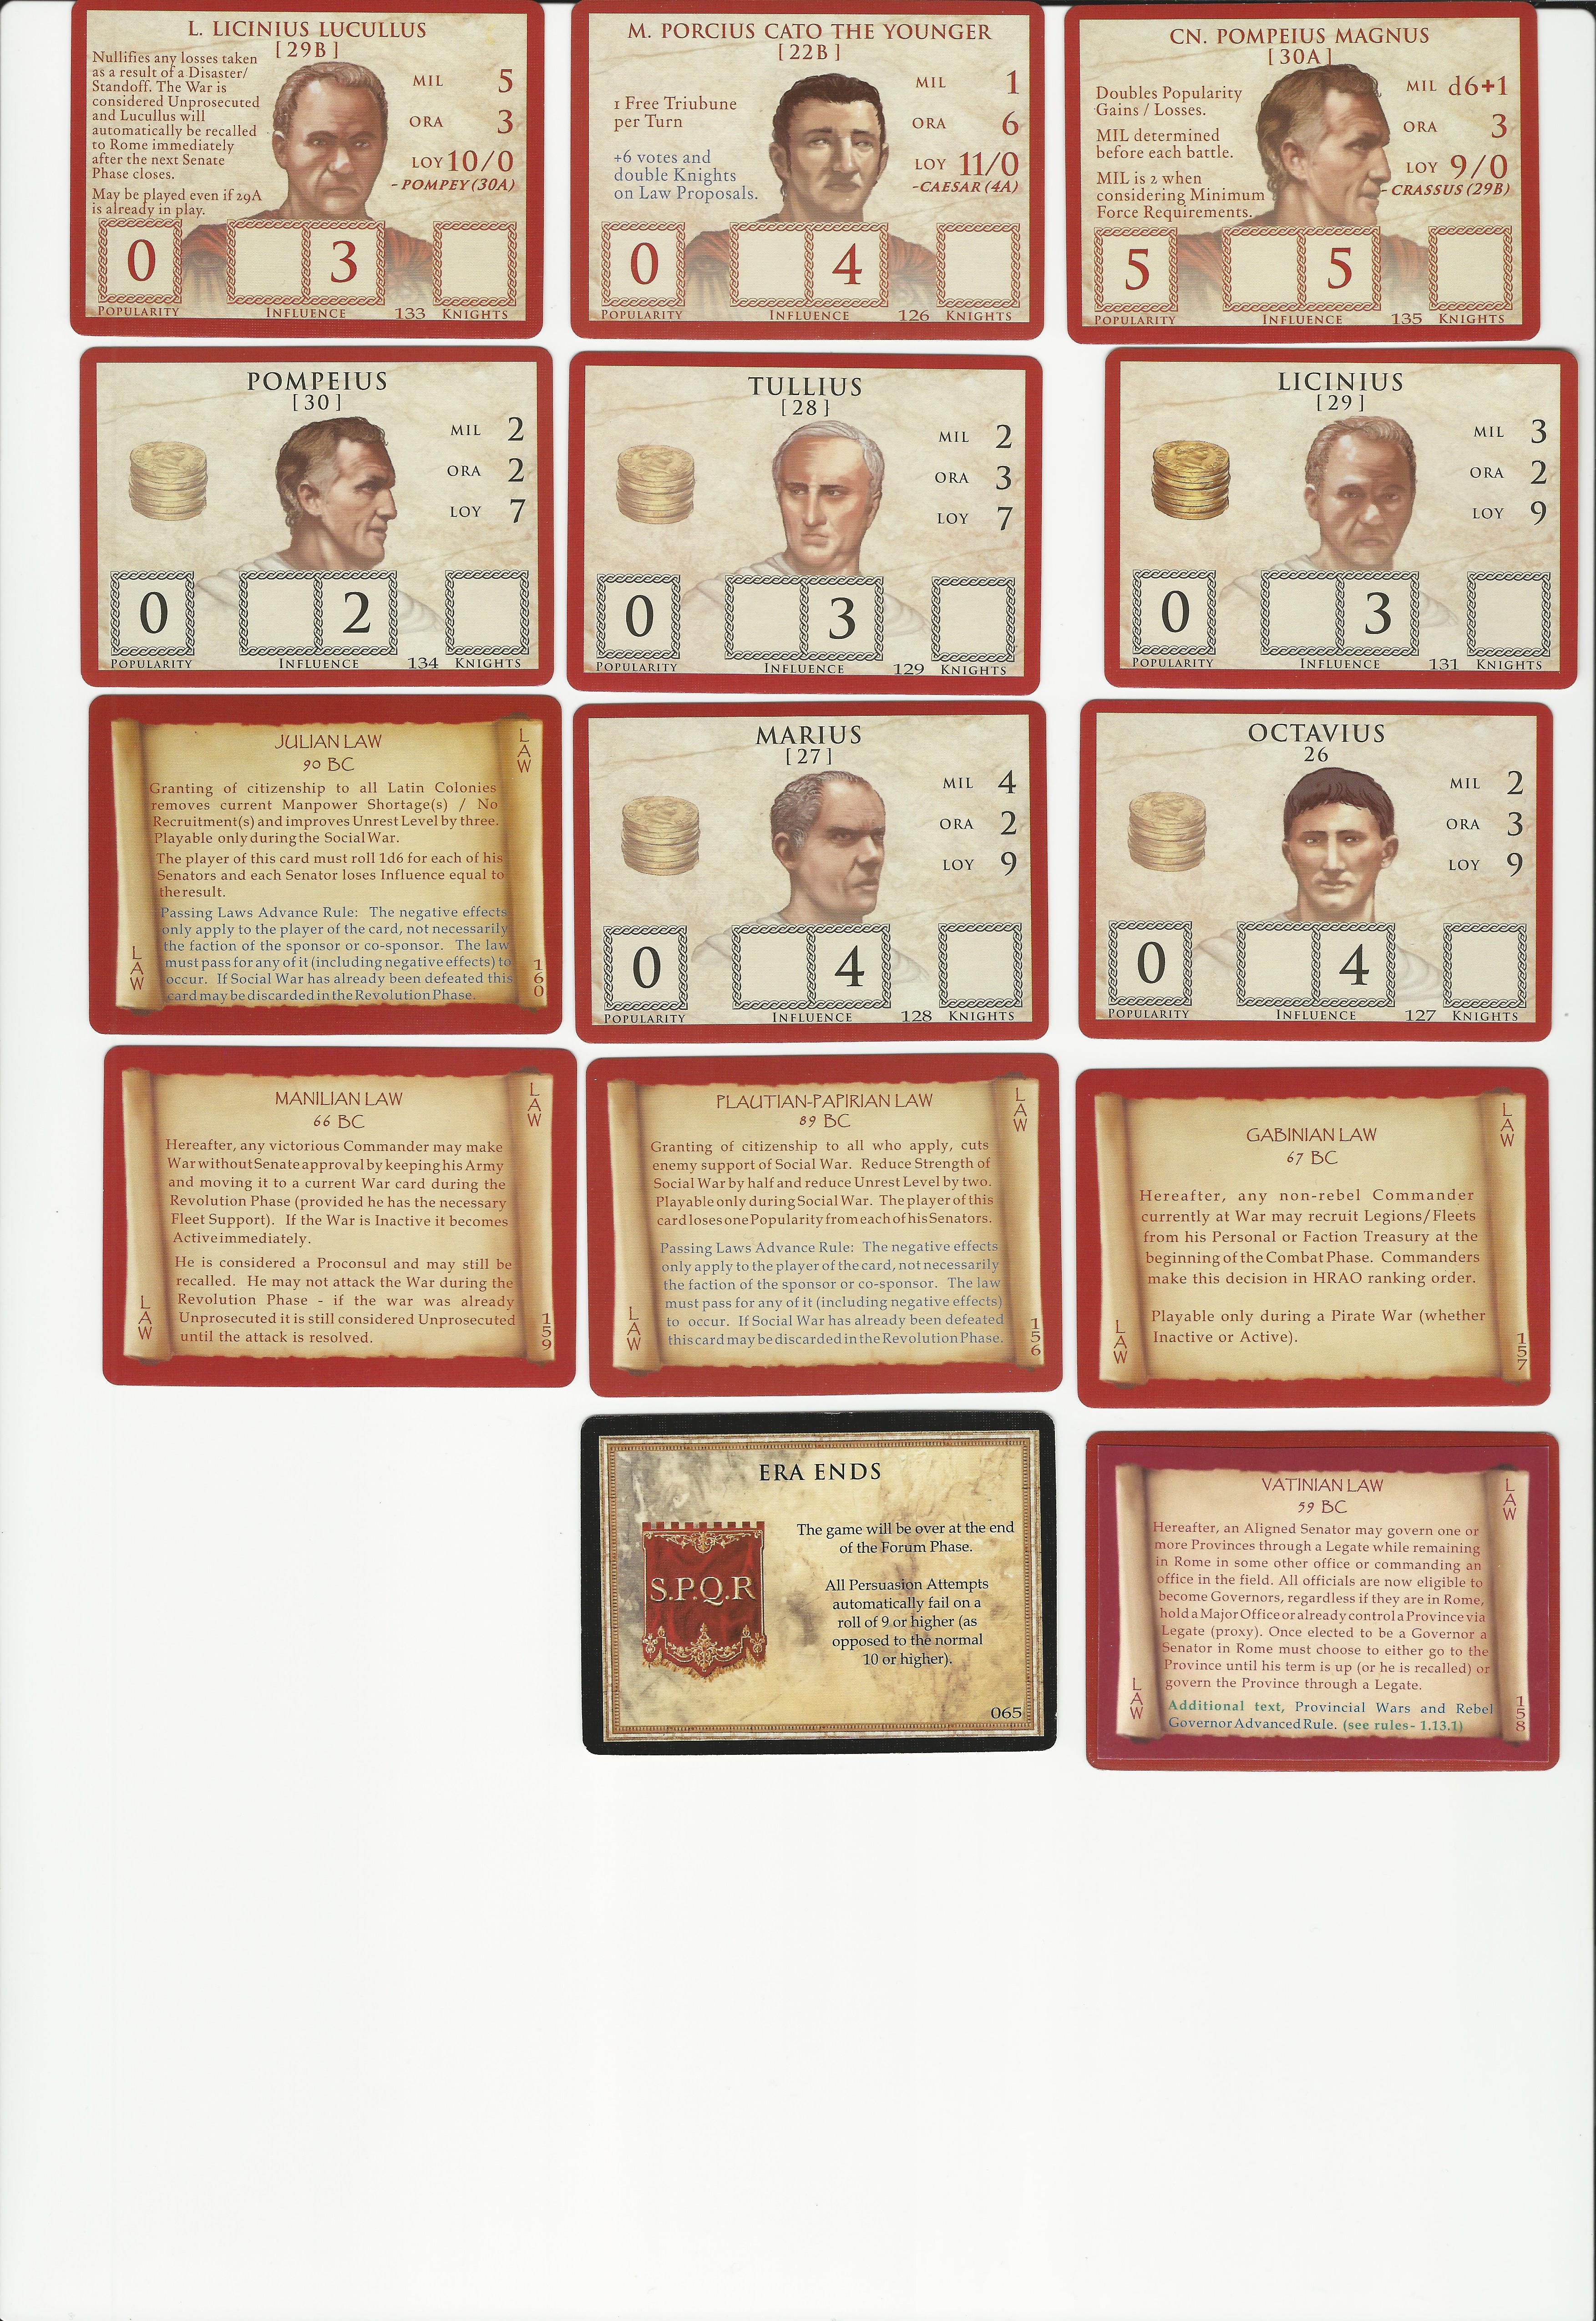 L. LICINIUS LUCULLUS
[ 29B ]
Nullifies any losses taken
as a result of a Disaster/
Standoff. The War is
considered Unprosecuted
and Lucullus will
automatically be recalled
to Rome immediately
after the next Senate
Phase closes.
May be played even if 29A
is already in play.
MIL 5
ORA 3
LOY 10/0
- POMPEY (30A)
0 3
POPULARITY INFLUENCE 133 KNIGHTS
M. PORCIUS CATO THE YOUNGER
[ 22B ]
1 Free Triubune
per Turn
+6 votes and
double Knights
on Law Proposals.
MIL 1
ORA 6
LOY 11/0
- CAESAR (4A)
0 4
POPULARITY INFLUENCE 126 KNIGHTS
CN. POMPEIUS MAGNUS
[ 30A ]
Doubles Popularity
Gains / Losses.
MIL determined
before each battle.
MIL is 2 when
considering Minimum
Force Requirements.
MIL d6+1
ORA 3
LOY 9/0
- CRASSUS (29B)
5 5
POPULARITY INFLUENCE 135 KNIGHTS
POMPEIUS
[ 30 ]
MIL 2
ORA 2
LOY 7
0 2
POPULARITY INFLUENCE 134 KNIGHTS
TULLIUS
[ 28 ]
MIL 2
ORA 3
LOY 7
0 3
POPULARITY INFLUENCE 129 KNIGHTS
LICINIUS
[ 29 ]
MIL 3
ORA 2
LOY 9
0 3
POPULARITY INFLUENCE 131 KNIGHTS
JULIAN LAW
90 BC
LAW
Granting of citizenship to all Latin Colonies
removes current Manpower Shortage(s) / No
Recruitment(s) and improves Unrest Level by three.
Playable only during the Social War.
The player of this card must roll 1d6 for each of his
Senators and each Senator loses Influence equal to
the result.
Passing Laws Advance Rule: The negative effects
only apply to the player of the card, not necessarily
the faction of the sponsor or co-sponsor. The law
must pass for any of it (including negative effects) to
occur. If Social War has already been defeated this
card may be discarded in the Revolution Phase.
LAW
160
MARIUS
[ 27 ]
MIL 4
ORA 2
LOY 9
0 4
POPULARITY INFLUENCE 128 KNIGHTS
OCTAVIUS
26
MIL 2
ORA 3
LOY 9
0 4
POPULARITY INFLUENCE 127 KNIGHTS
MANILIAN LAW
66 BC
LAW
Hereafter, any victorious Commander may make
War without Senate approval by keeping his Army
and moving it to a current War card during the
Revolution Phase (provided he has the necessary
Fleet Support). If the War is Inactive it becomes
Active immediately.
He is considered a Proconsul and may still be
recalled. He may not attack the War during the
Revolution Phase - if the war was already
Unprosecuted it is still considered Unprosecuted
until the attack is resolved.
LAW
159
PLAUTIAN-PAPIRIAN LAW
89 BC
LAW
Granting of citizenship to all who apply, cuts
enemy support of Social War. Reduce Strength of
Social War by half and reduce Unrest Level by two.
Playable only during Social War. The player of this
card loses one Popularity from each of his Senators.
Passing Laws Advance Rule: The negative effects
only apply to the player of the card, not necessarily
the faction of the sponsor or co-sponsor. The law
must pass for any of it (including negative effects)
to occur. If Social War has already been defeated
this card may be discarded in the Revolution Phase.
LAW
156
GABINIAN LAW
67 BC
LAW
Hereafter, any non-rebel Commander
currently at War may recruit Legions/Fleets
from his Personal or Faction Treasury at the
beginning of the Combat Phase. Commanders
make this decision in HRAO ranking order.
Playable only during a Pirate War (whether
Inactive or Active).
LAW
157
ERA ENDS
S.P.Q.R
The game will be over at the end
of the Forum Phase.
All Persuasion Attempts
automatically fail on a
roll of 9 or higher (as
opposed to the normal
10 or higher).
065
VATINIAN LAW
59 BC
LAW
Hereafter, an Aligned Senator may govern one or
more Provinces through a Legate while remaining
in Rome in some other office or commanding an
office in the field. All officials are now eligible to
become Governors, regardless if they are in Rome,
hold a Major Office or already control a Province via
Legate (proxy). Once elected to be a Governor a
Senator in Rome must choose to either go to the
Province until his term is up (or he is recalled) or
govern the Province through a Legate.
Additional text, Provincial Wars and Rebel
Governor Advanced Rule. (see rules- 1.13.1)
LAW
158